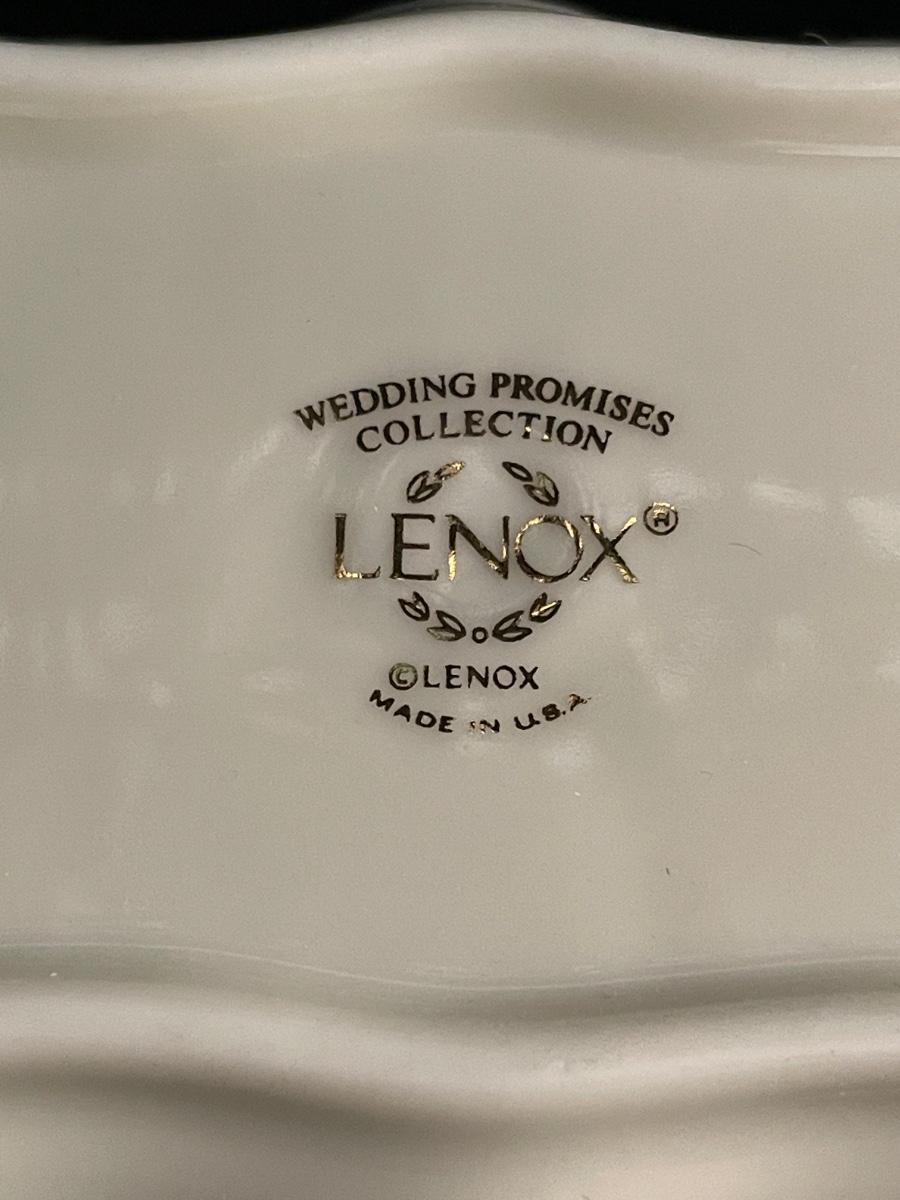 WEDDING PROMISES
COLLECTION
LENOX®
©LENOX
MADE IN U.S.A.